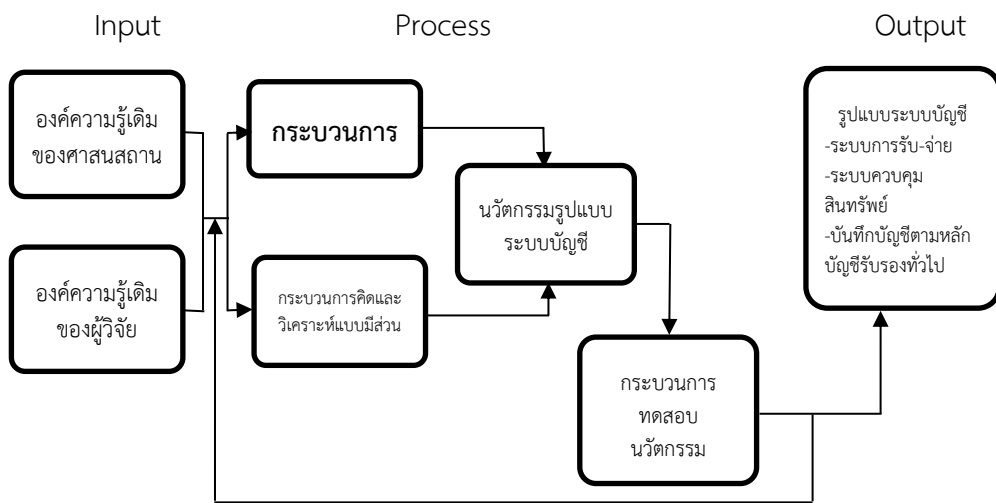 Input
Process
Output
องค์ความรู้เดิม
ของศาสนสถาน
องค์ความรู้เดิม
ของผู้วิจัย
กระบวนการ
กระบวนการคิดและ
วิเคราะห์แบบมีส่วน
นวัตกรรมรูปแบบ
ระบบบัญชี
กระบวนการ
ทดสอบ
นวัตกรรม
รูปแบบระบบบัญชี
-ระบบการรับ-จ่าย
-ระบบควบคุม
สินทรัพย์
-บันทึกบัญชีตามหลัก
บัญชีรับรองทั่วไป